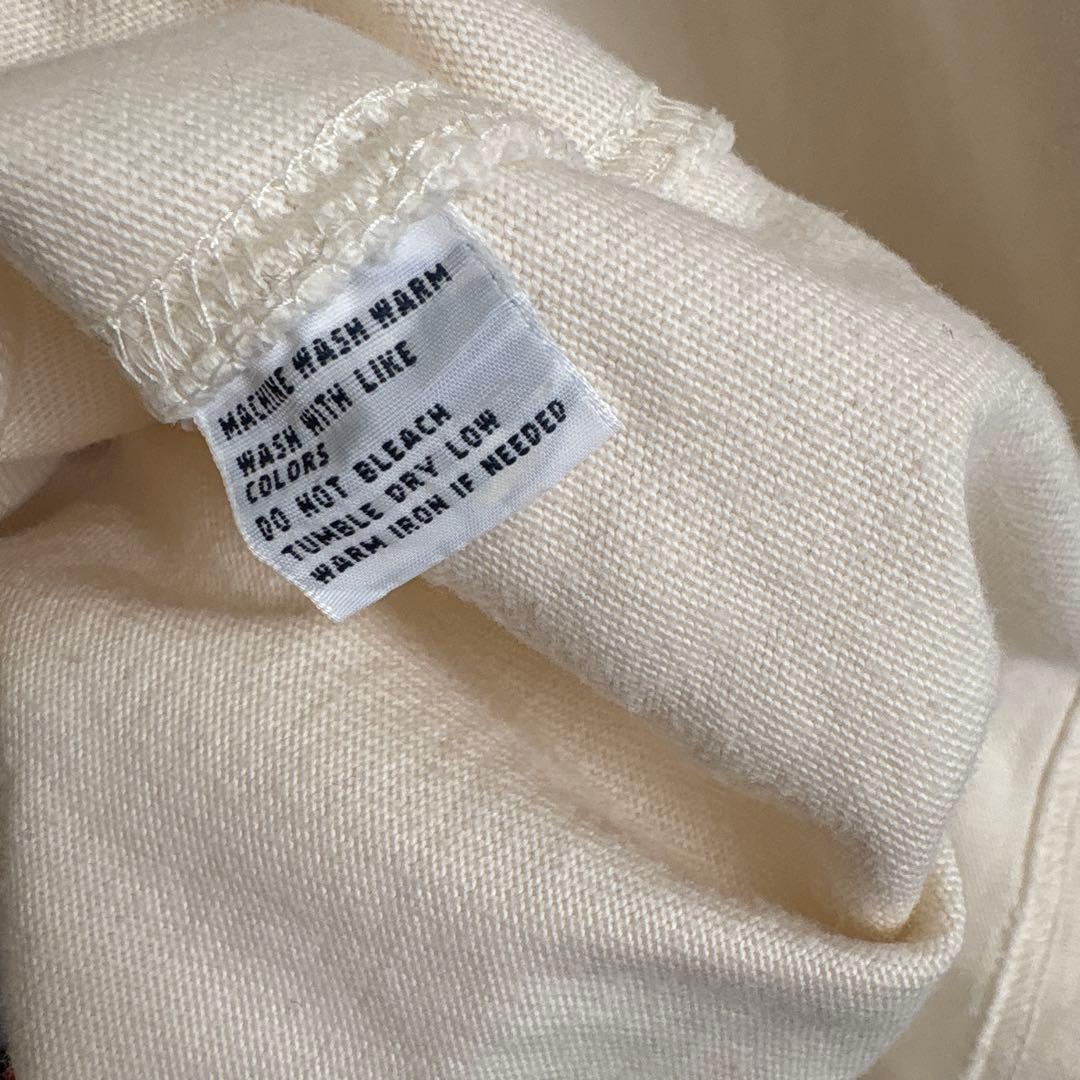 MACHINE WASH WARM
WASH WITH LIKE
COLORS
DO NOT BLEACH
TUMBLE DRY LOW
WARM IRON IF NEEDED